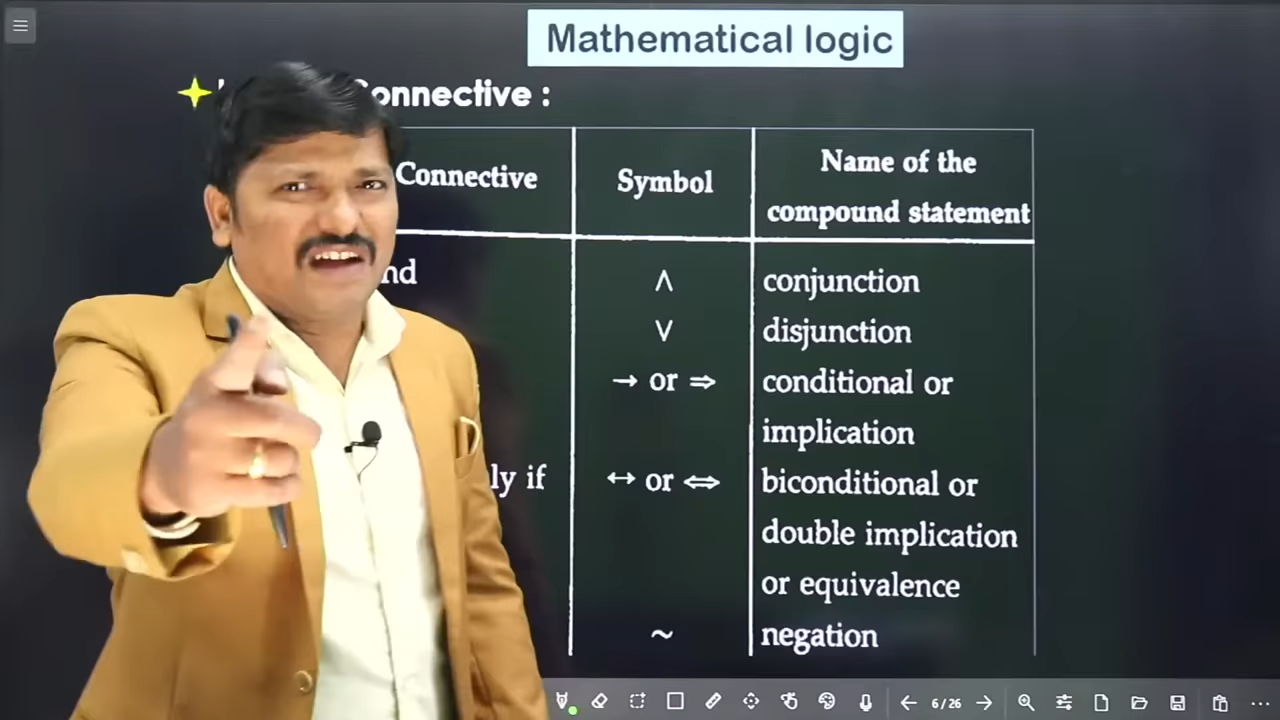 Mathematical logic
Connective :
Connective
Symbol
Name of the
compound statement
nd
∧
conjunction
∨
disjunction
→ or ⇒
conditional or
implication
ly if
↔ or ⇔
biconditional or
double implication
or equivalence
~
negation
6/26